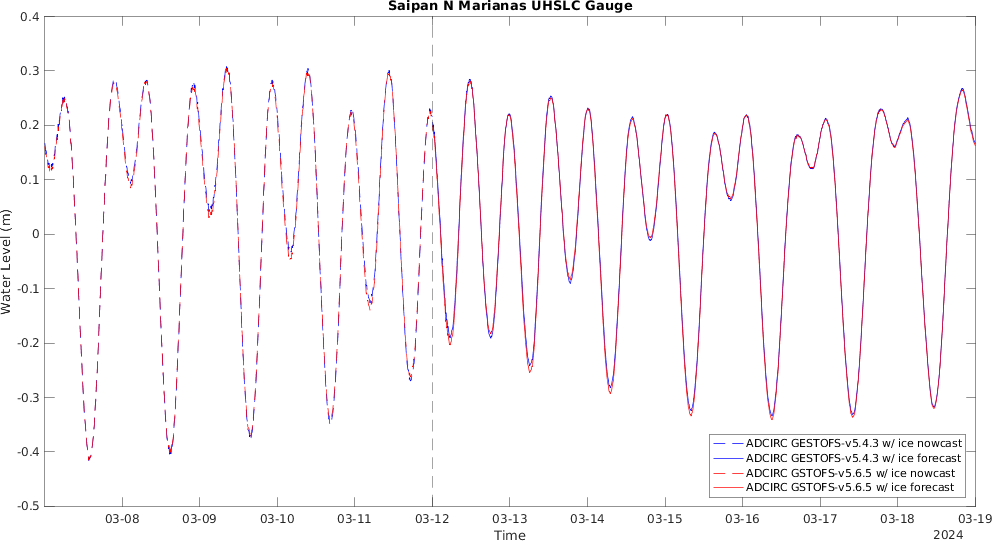 Saipan N Marianas UHSLC Gauge
0.4
0.3
0.2
0.1
0
-0.1
-0.2
-0.3
-0.4
-0.5
Water Level (m)
ADCIRC GESTOFS-v5.4.3 w/ ice nowcast
ADCIRC GESTOFS-v5.4.3 w/ ice forecast
ADCIRC GSTOFS-v5.6.5 w/ ice nowcast
ADCIRC GSTOFS-v5.6.5 w/ ice forecast
03-08 03-09 03-10 03-11 03-12 03-13 03-14 03-15 03-16 03-17 03-18 03-19
Time
2024